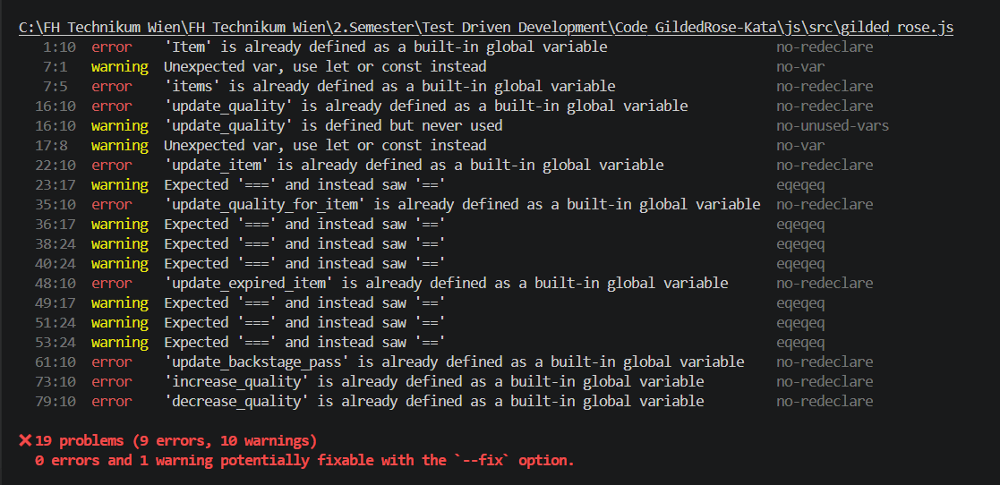 C:\FH Technikum Wien\FH Technikum Wien\2.Semester\Test Driven Development\Code GildedRose-Kata\js\src\gilded_rose.js
1:10 error 'Item' is already defined as a built-in global variable no-redeclare
7:1 warning Unexpected var, use let or const instead no-var
7:5 error 'items' is already defined as a built-in global variable no-redeclare
16:10 error 'update_quality' is already defined as a built-in global variable no-redeclare
16:10 warning 'update_quality' is defined but never used no-unused-vars
17:8 warning Unexpected var, use let or const instead no-var
22:10 error 'update_item' is already defined as a built-in global variable no-redeclare
23:17 warning Expected '===' and instead saw '==' eqeqeq
35:10 error 'update_quality_for_item' is already defined as a built-in global variable no-redeclare
36:17 warning Expected '===' and instead saw '==' eqeqeq
38:24 warning Expected '===' and instead saw '==' eqeqeq
40:24 warning Expected '===' and instead saw '==' eqeqeq
48:10 error 'update_expired_item' is already defined as a built-in global variable no-redeclare
49:17 warning Expected '===' and instead saw '==' eqeqeq
51:24 warning Expected '===' and instead saw '==' eqeqeq
53:24 warning Expected '===' and instead saw '==' eqeqeq
61:10 error 'update_backstage_pass' is already defined as a built-in global variable no-redeclare
73:10 error 'increase_quality' is already defined as a built-in global variable no-redeclare
79:10 error 'decrease_quality' is already defined as a built-in global variable no-redeclare
❌ 19 problems (9 errors, 10 warnings)
0 errors and 1 warning potentially fixable with the `--fix` option.